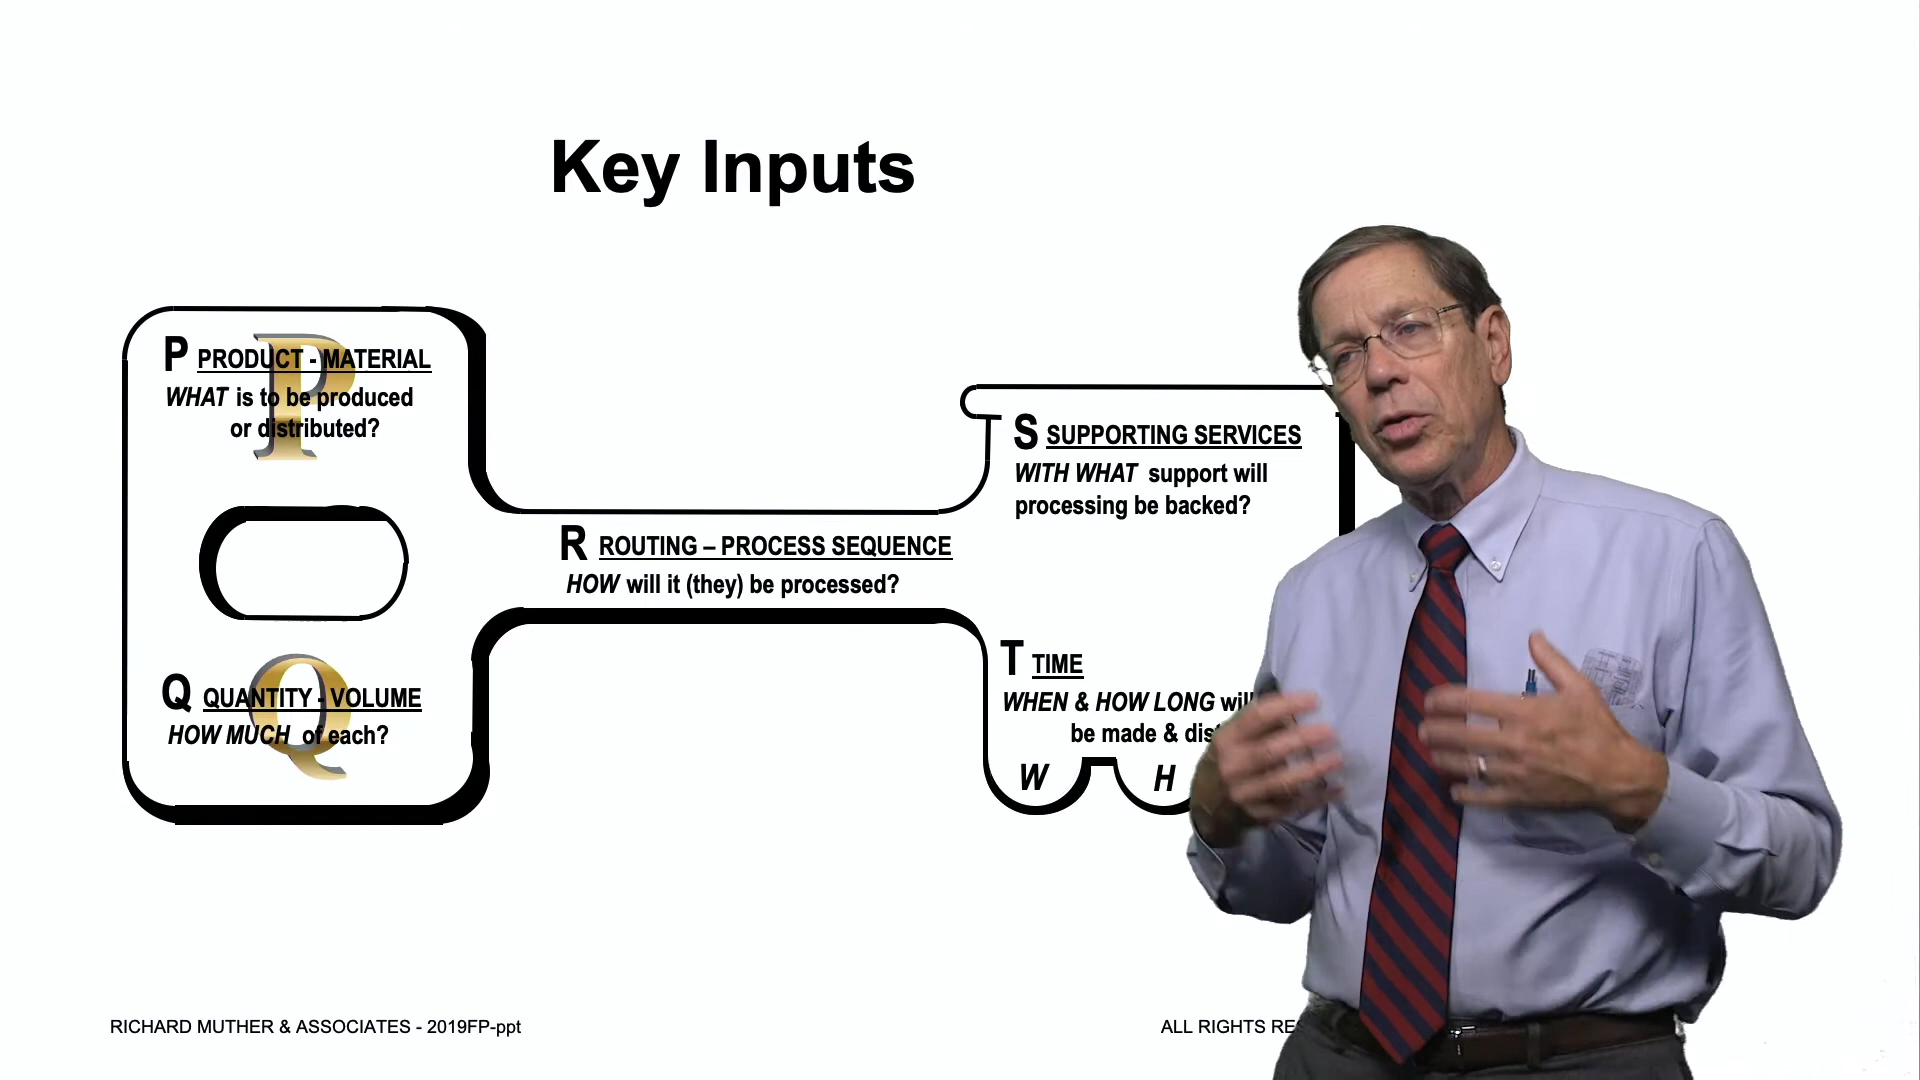 Key Inputs
P PRODUCT - MATERIAL
WHAT is to be produced
or distributed?
P
Q QUANTITY - VOLUME
HOW MUCH of each?
Q
R ROUTING – PROCESS SEQUENCE
HOW will it (they) be processed?
S SUPPORTING SERVICES
WITH WHAT support will
processing be backed?
T TIME
WHEN & HOW LONG will
be made &
W H
RICHARD MUTHER & ASSOCIATES - 2019FP-ppt
ALL RIGHTS